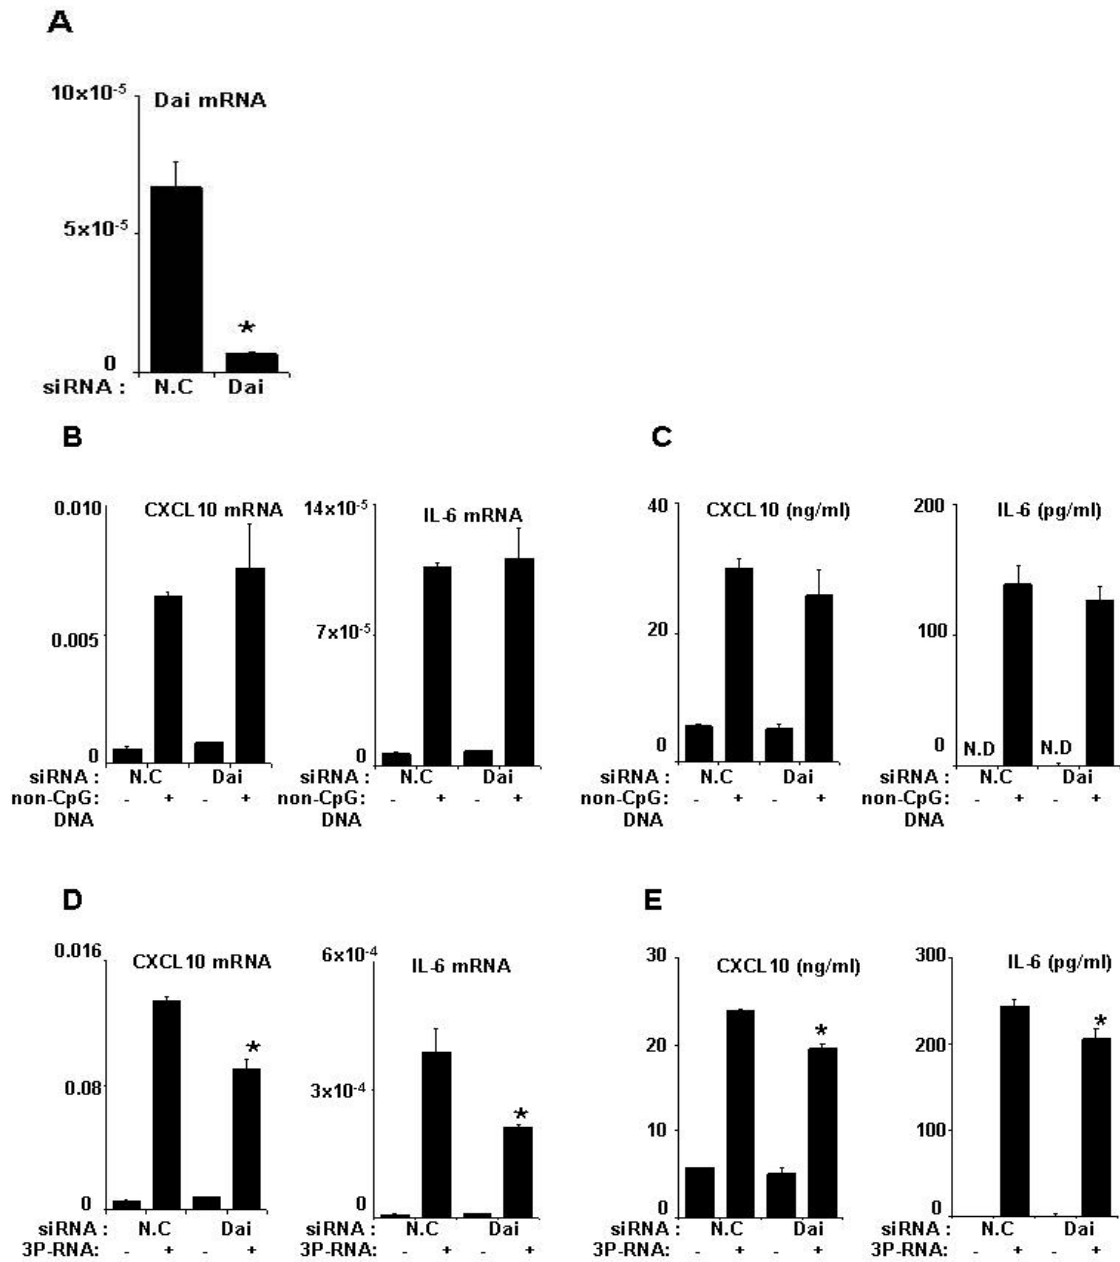 A
10x10-5
Dai mRNA
5x10-5
*
0
siRNA : N.C Dai
B
0.010
CXCL10 mRNA
0.005
0
siRNA : N.C Dai
non-CpG: - + - +
DNA
14x10-5
IL-6 mRNA
7x10-5
0
siRNA : N.C Dai
non-CpG: - + - +
DNA
C
40
CXCL10 (ng/ml)
20
0
siRNA : N.C Dai
non-CpG: - + - +
DNA
200
IL-6 (pg/ml)
100
0
N.D N.D
siRNA : N.C Dai
non-CpG: - + - +
DNA
D
0.016
CXCL10 mRNA
*
0.08
0
siRNA : N.C Dai
3P-RNA: - + - +
6x10-4
IL-6 mRNA
3x10-4
*
0
siRNA : N.C Dai
3P-RNA: - + - +
E
30
CXCL10 (ng/ml)
*
20
10
0
siRNA : N.C Dai
3P-RNA: - + - +
300
IL-6 (pg/ml)
*
200
100
0
siRNA : N.C Dai
3P-RNA: - + - +